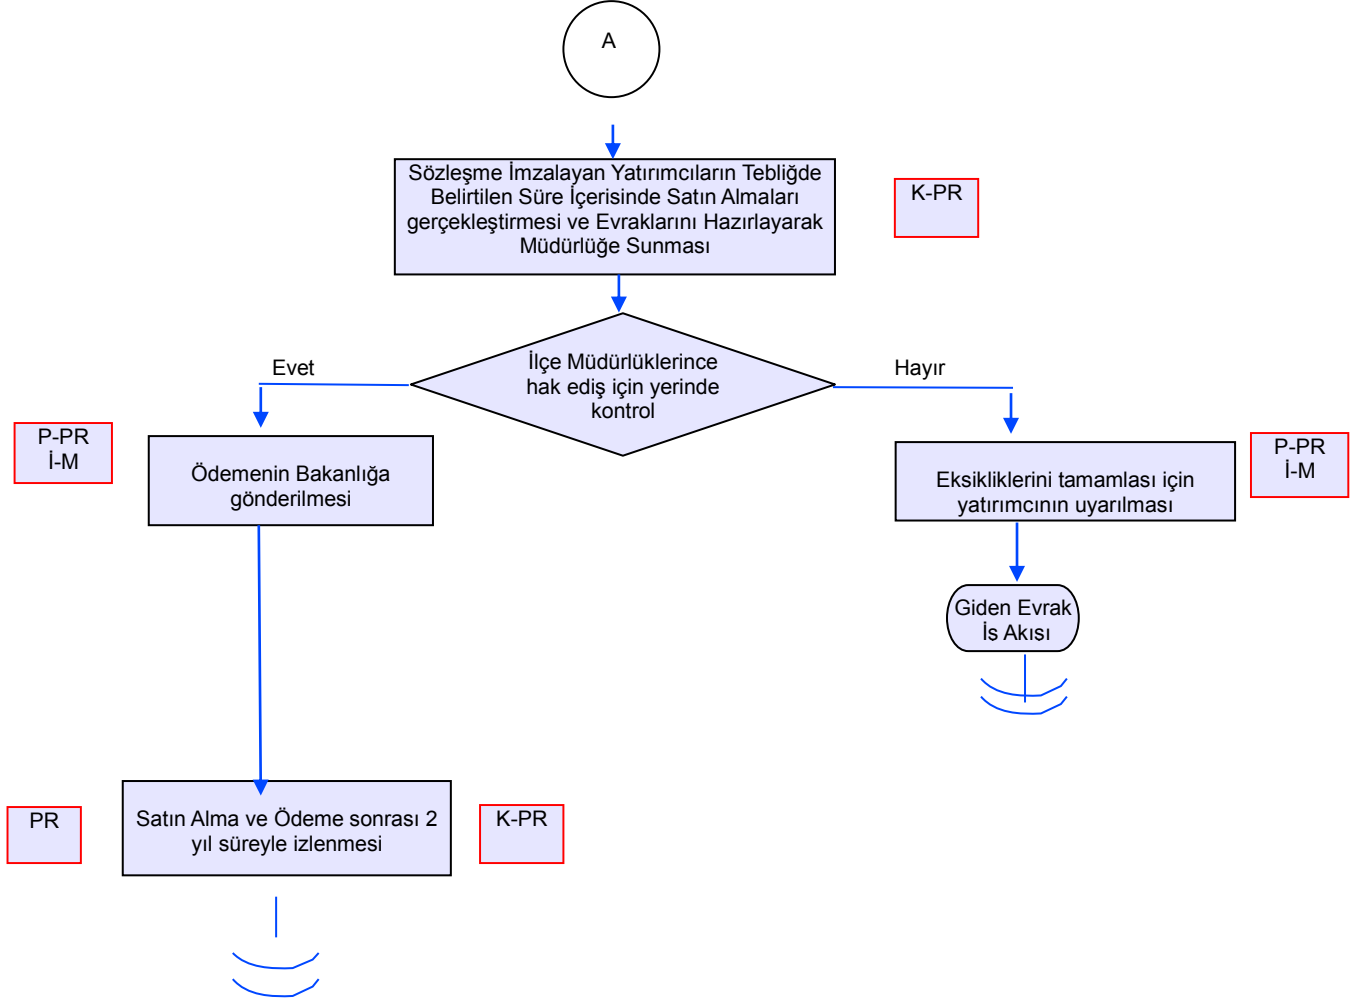 A
Sözleşme İmzalayan Yatırımcıların Tebliğde
Belirtilen Süre İçerisinde Satın Almaları
gerçekleştirmesi ve Evraklarını Hazırlayarak
Müdürlüğe Sunması
K-PR
İlçe Müdürlüklerince
hak ediş için yerinde
kontrol
Evet
Hayır
P-PR
İ-M
Ödemenin Bakanlığa
gönderilmesi
Eksikliklerini tamamlası için
yatırımcının uyarılması
P-PR
İ-M
Giden Evrak
İs Akısı
PR
Satın Alma ve Ödeme sonrası 2
yıl süreyle izlenmesi
K-PR